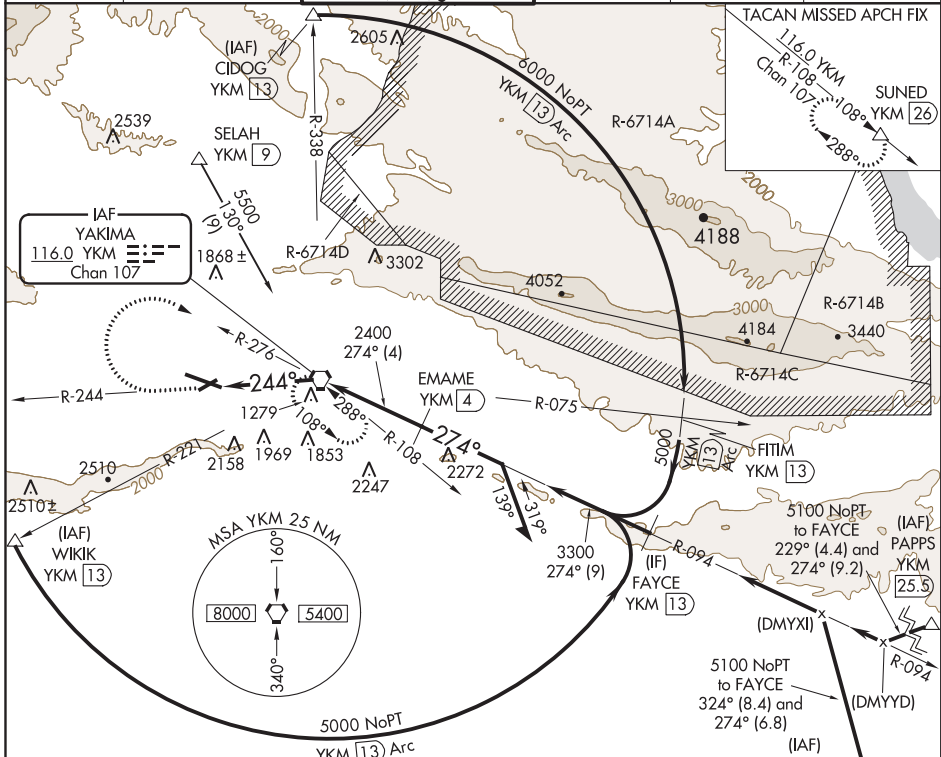 TACAN MISSED APCH FIX
116.0 YKM
R-108
Chan 107
108°
288°
SUNED
YKM 26
2000
(IAF)
CIDOG
YKM 13
2605
6000 NoPT
YKM 13 Arc
R-6714A
2000
2539
SELAH
YKM 9
R-338
5500
130°
(9)
3000
4188
IAF
YAKIMA
116.0 YKM
Chan 107
1868 ±
R-6714D
3302
4052
3000
R-6714B
4184
3440
R-6714C
R-276
2400
274° (4)
EMAME
YKM 4
R-244
244°
R-075
1279
108°
288°
R-108
274°
5000
YKM 13 Arc
FITIM
YKM 13
R-221
2158
1969
1853
2247
2272
2510
2000
2510 ±
139°
319°
(IAF)
WIKIK
YKM 13
MSA YKM 25 NM
160°
8000
5400
340°
3300
274° (9)
(IF)
FAYCE
YKM 13
R-094
5100 NoPT
to FAYCE
229° (4.4) and
274° (9.2)
(IAF)
PAPPS
YKM
25.5
(DMYXI)
R-094
(DMYYD)
5100 NoPT
to FAYCE
324° (8.4) and
274° (6.8)
(IAF)
5000 NoPT
YKM 13 Arc